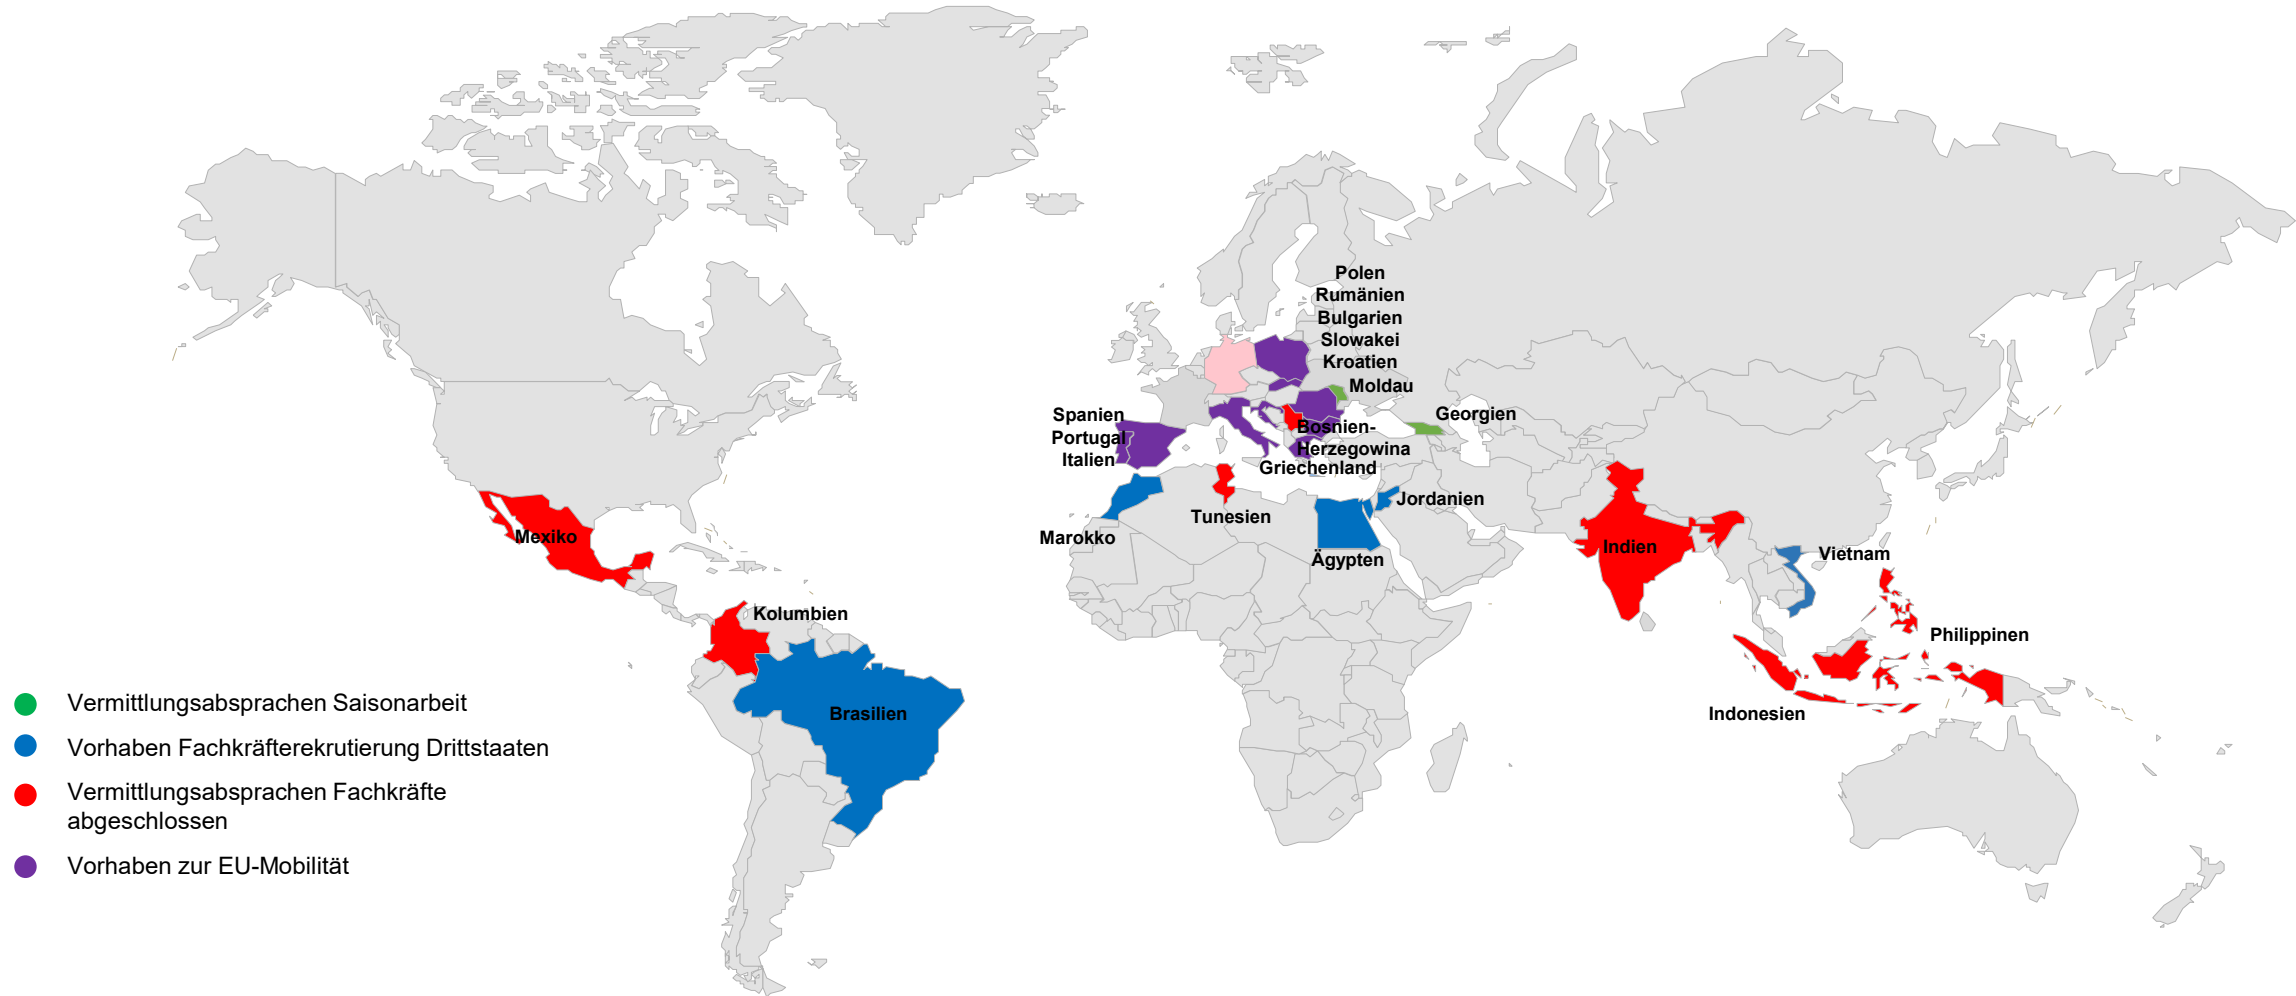 Polen
Rumänien
Bulgarien
Slowakei
Kroatien
Moldau
Georgien
Spanien
Portugal
Italien
Bosnien-
Herzegowina
Griechenland
Jordanien
Tunesien
Marokko
Ägypten
Mexiko
Indien
Vietnam
Kolumbien
Philippinen
Brasilien
Indonesien
Vermittlungsabsprachen Saisonarbeit
Vorhaben Fachkräfterekrutierung Drittstaaten
Vermittlungsabsprachen Fachkräfte
abgeschlossen
Vorhaben zur EU-Mobilität